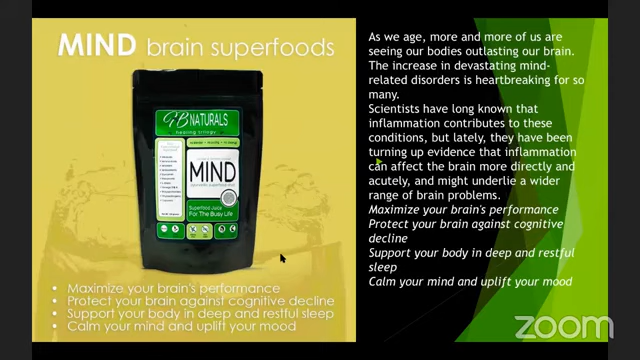 MIND brain superfoods
GB NATURALS
healing trilogy
MIND
Superfood Juice
For The Busy Life
• Maximize your brain's performance
• Protect your brain against cognitive decline
• Support your body in deep and restful sleep
• Calm your mind and uplift your mood
As we age, more and more of us are
seeing our bodies outlasting our brain.
The increase in devastating mind-
related disorders is heartbreaking for so
many.
Scientists have long known that
inflammation contributes to these
conditions, but lately, they have been
turning up evidence that inflammation
can affect the brain more directly and
acutely, and might underlie a wider
range of brain problems.
Maximize your brain's performance
Protect your brain against cognitive
decline
Support your body in deep and restful
sleep
Calm your mind and uplift your mood
zoom